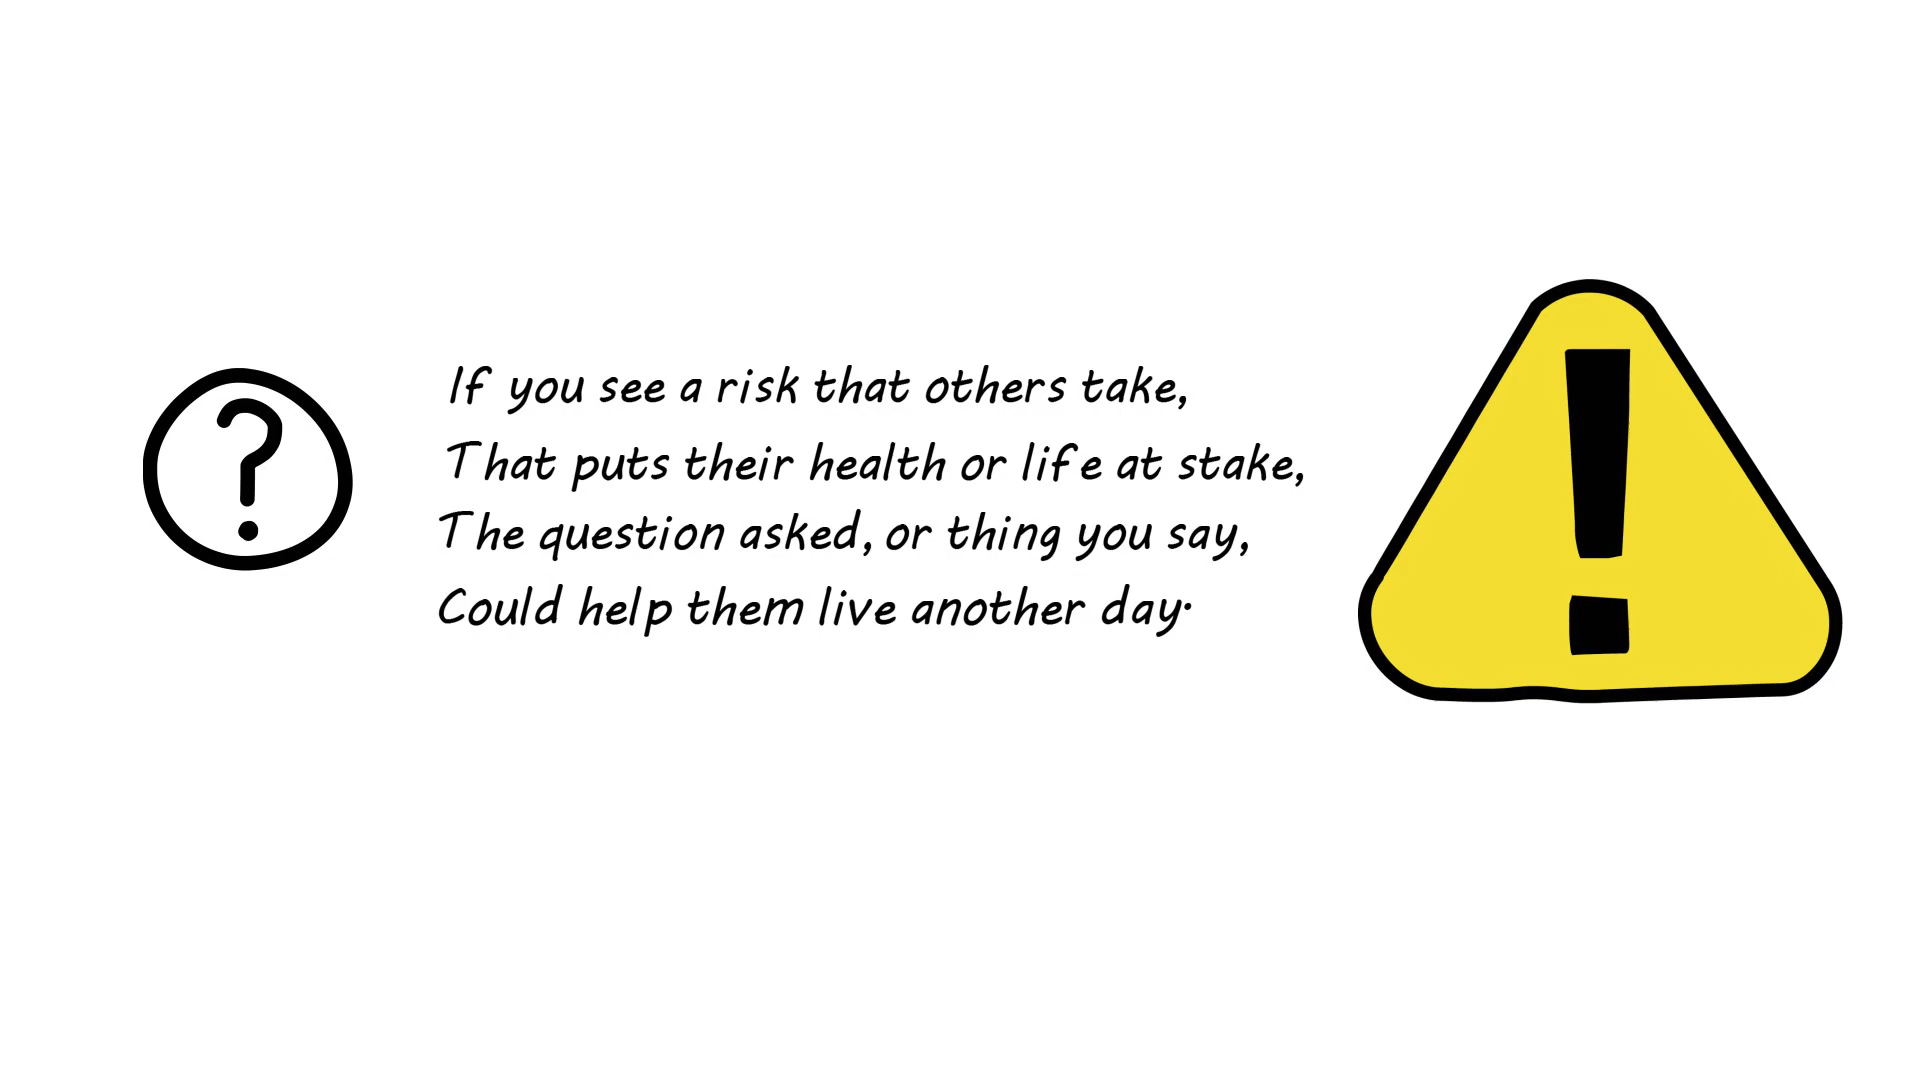 ?
If you see a risk that others take,
That puts their health or life at stake,
The question asked, or thing you say,
Could help them live another day.
!